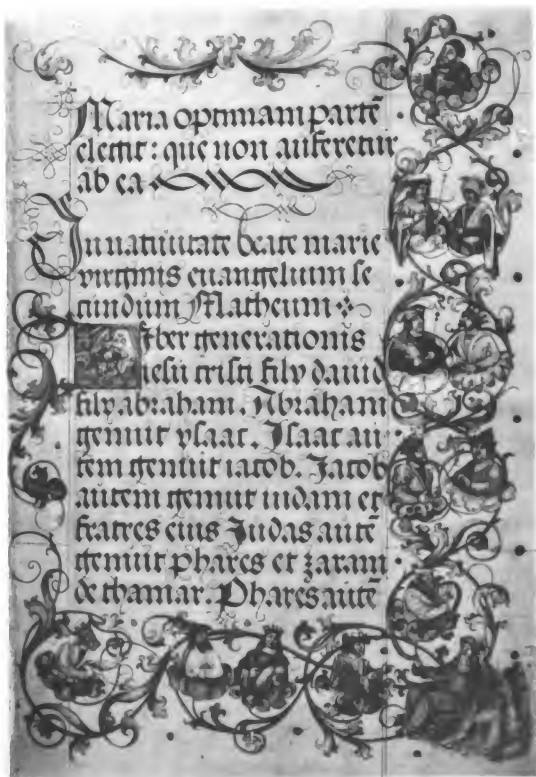 Maria optimam partē
elegit: que non auferetur
ab ea
In natiuitate beate marie
virginis euangelium se
cundum Matheum
Liber generationis
iesu cristi filij dauid
filij abraham. Abraham
genuit ysaac. Isaac au
tem genuit iacob. Jacob
autem genuit iudam et
fratres eius Judas autē
genuit phares et zaram
de thamar. Phares autē